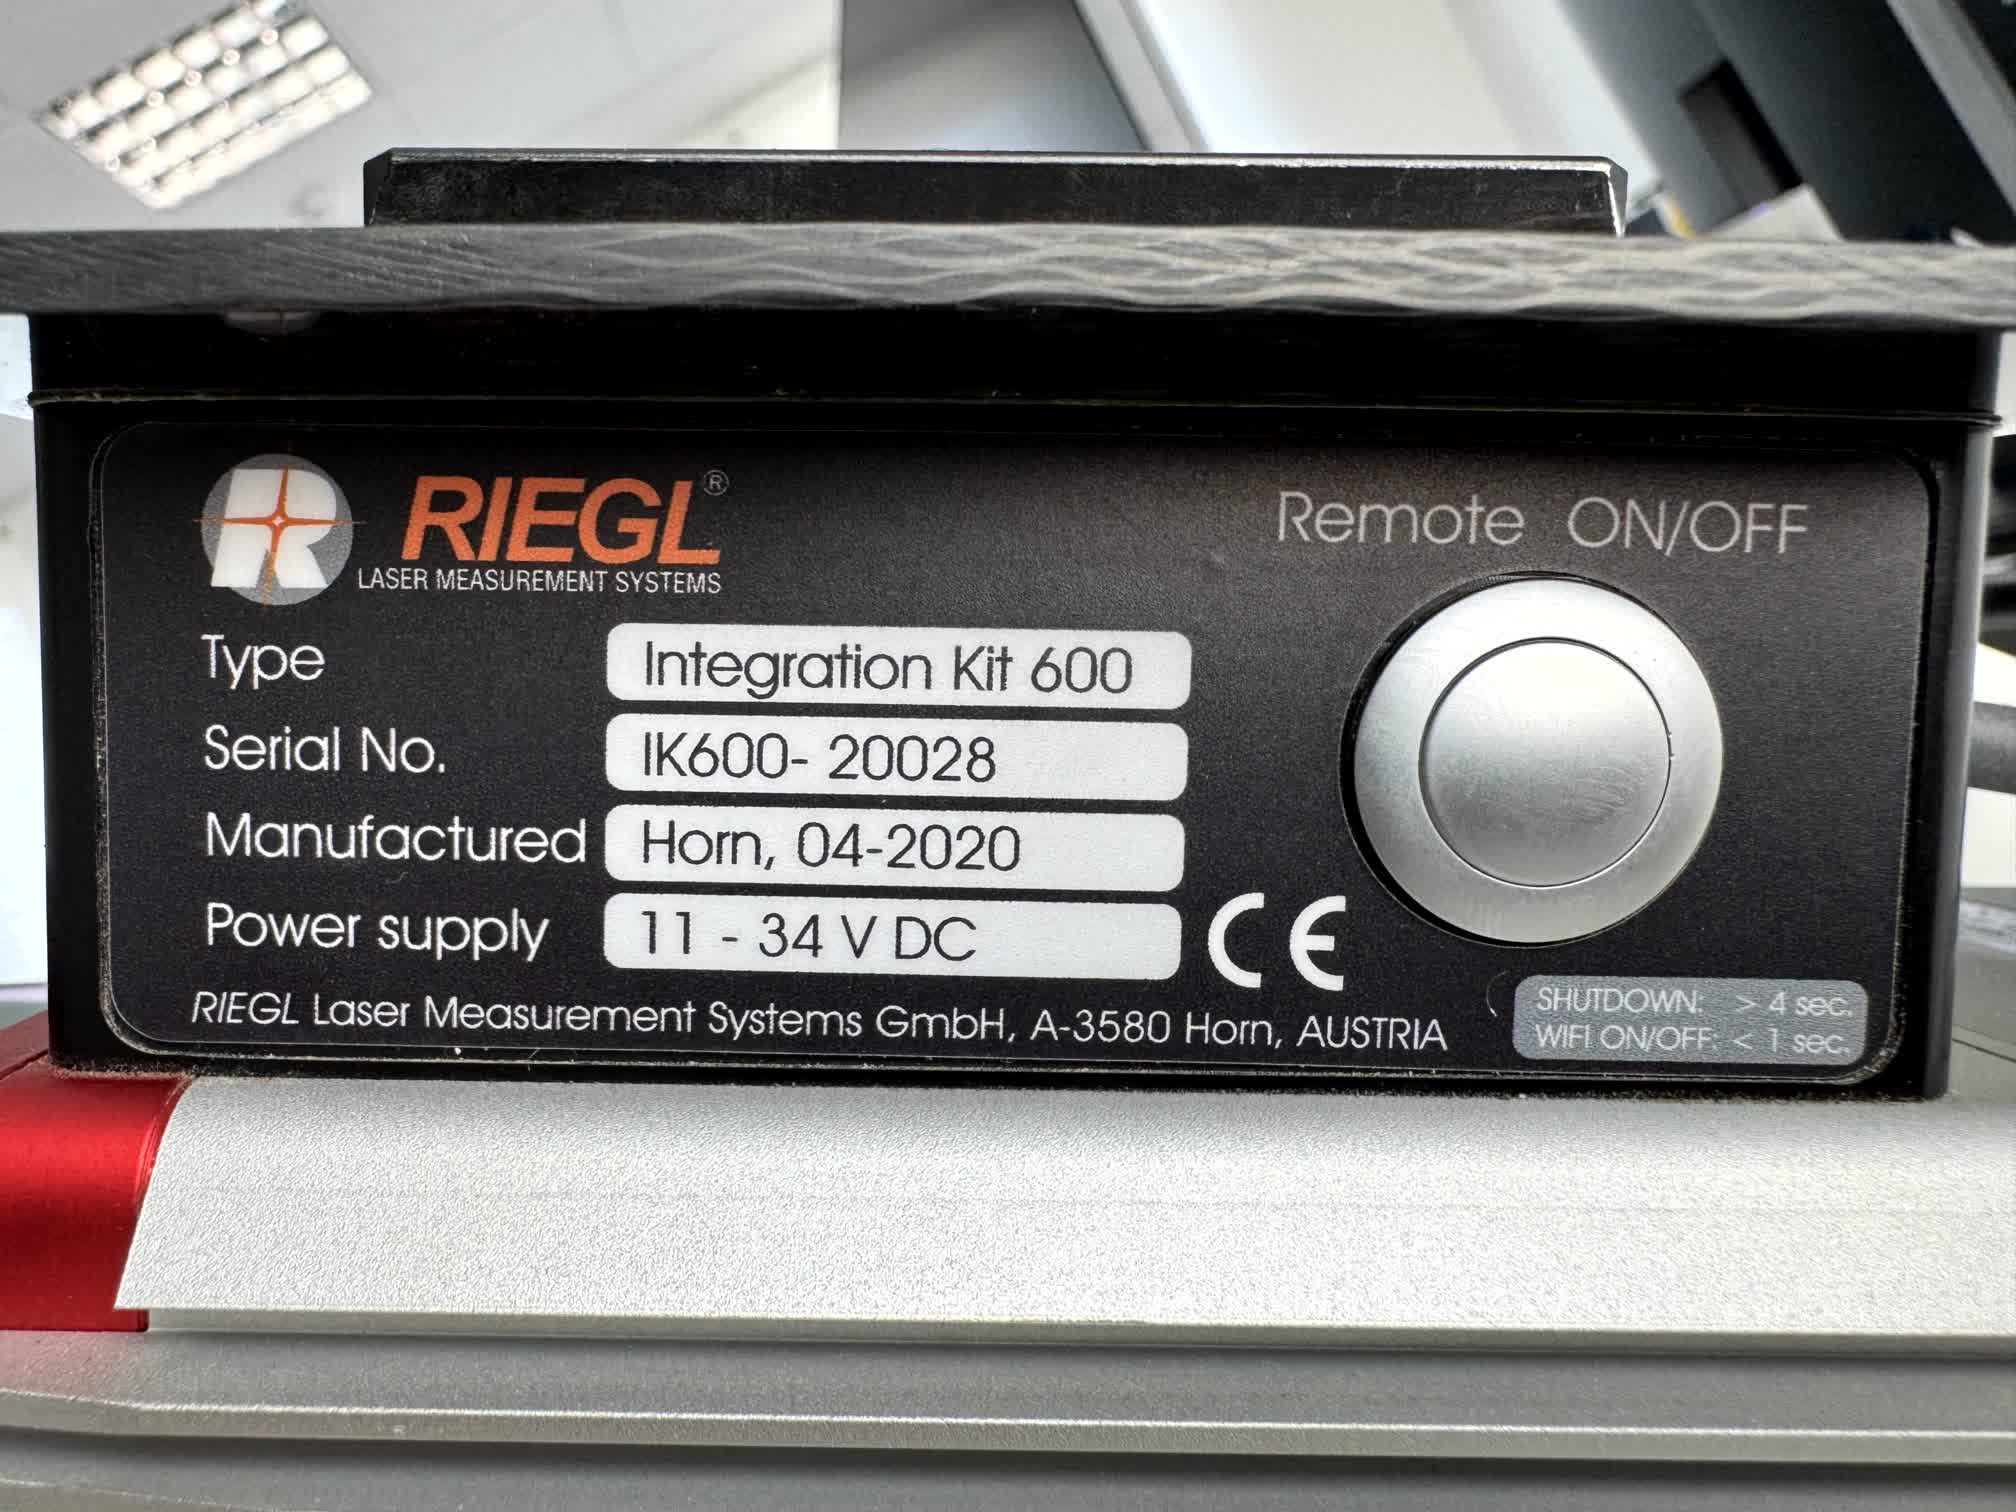 R RIEGL®
LASER MEASUREMENT SYSTEMS
Remote ON/OFF
Type Integration Kit 600
Serial No. IK600- 20028
Manufactured Horn, 04-2020
Power supply 11 - 34 V DC CE
RIEGL Laser Measurement Systems GmbH, A-3580 Horn, AUSTRIA
SHUTDOWN: > 4 sec.
WIFI ON/OFF: < 1 sec.